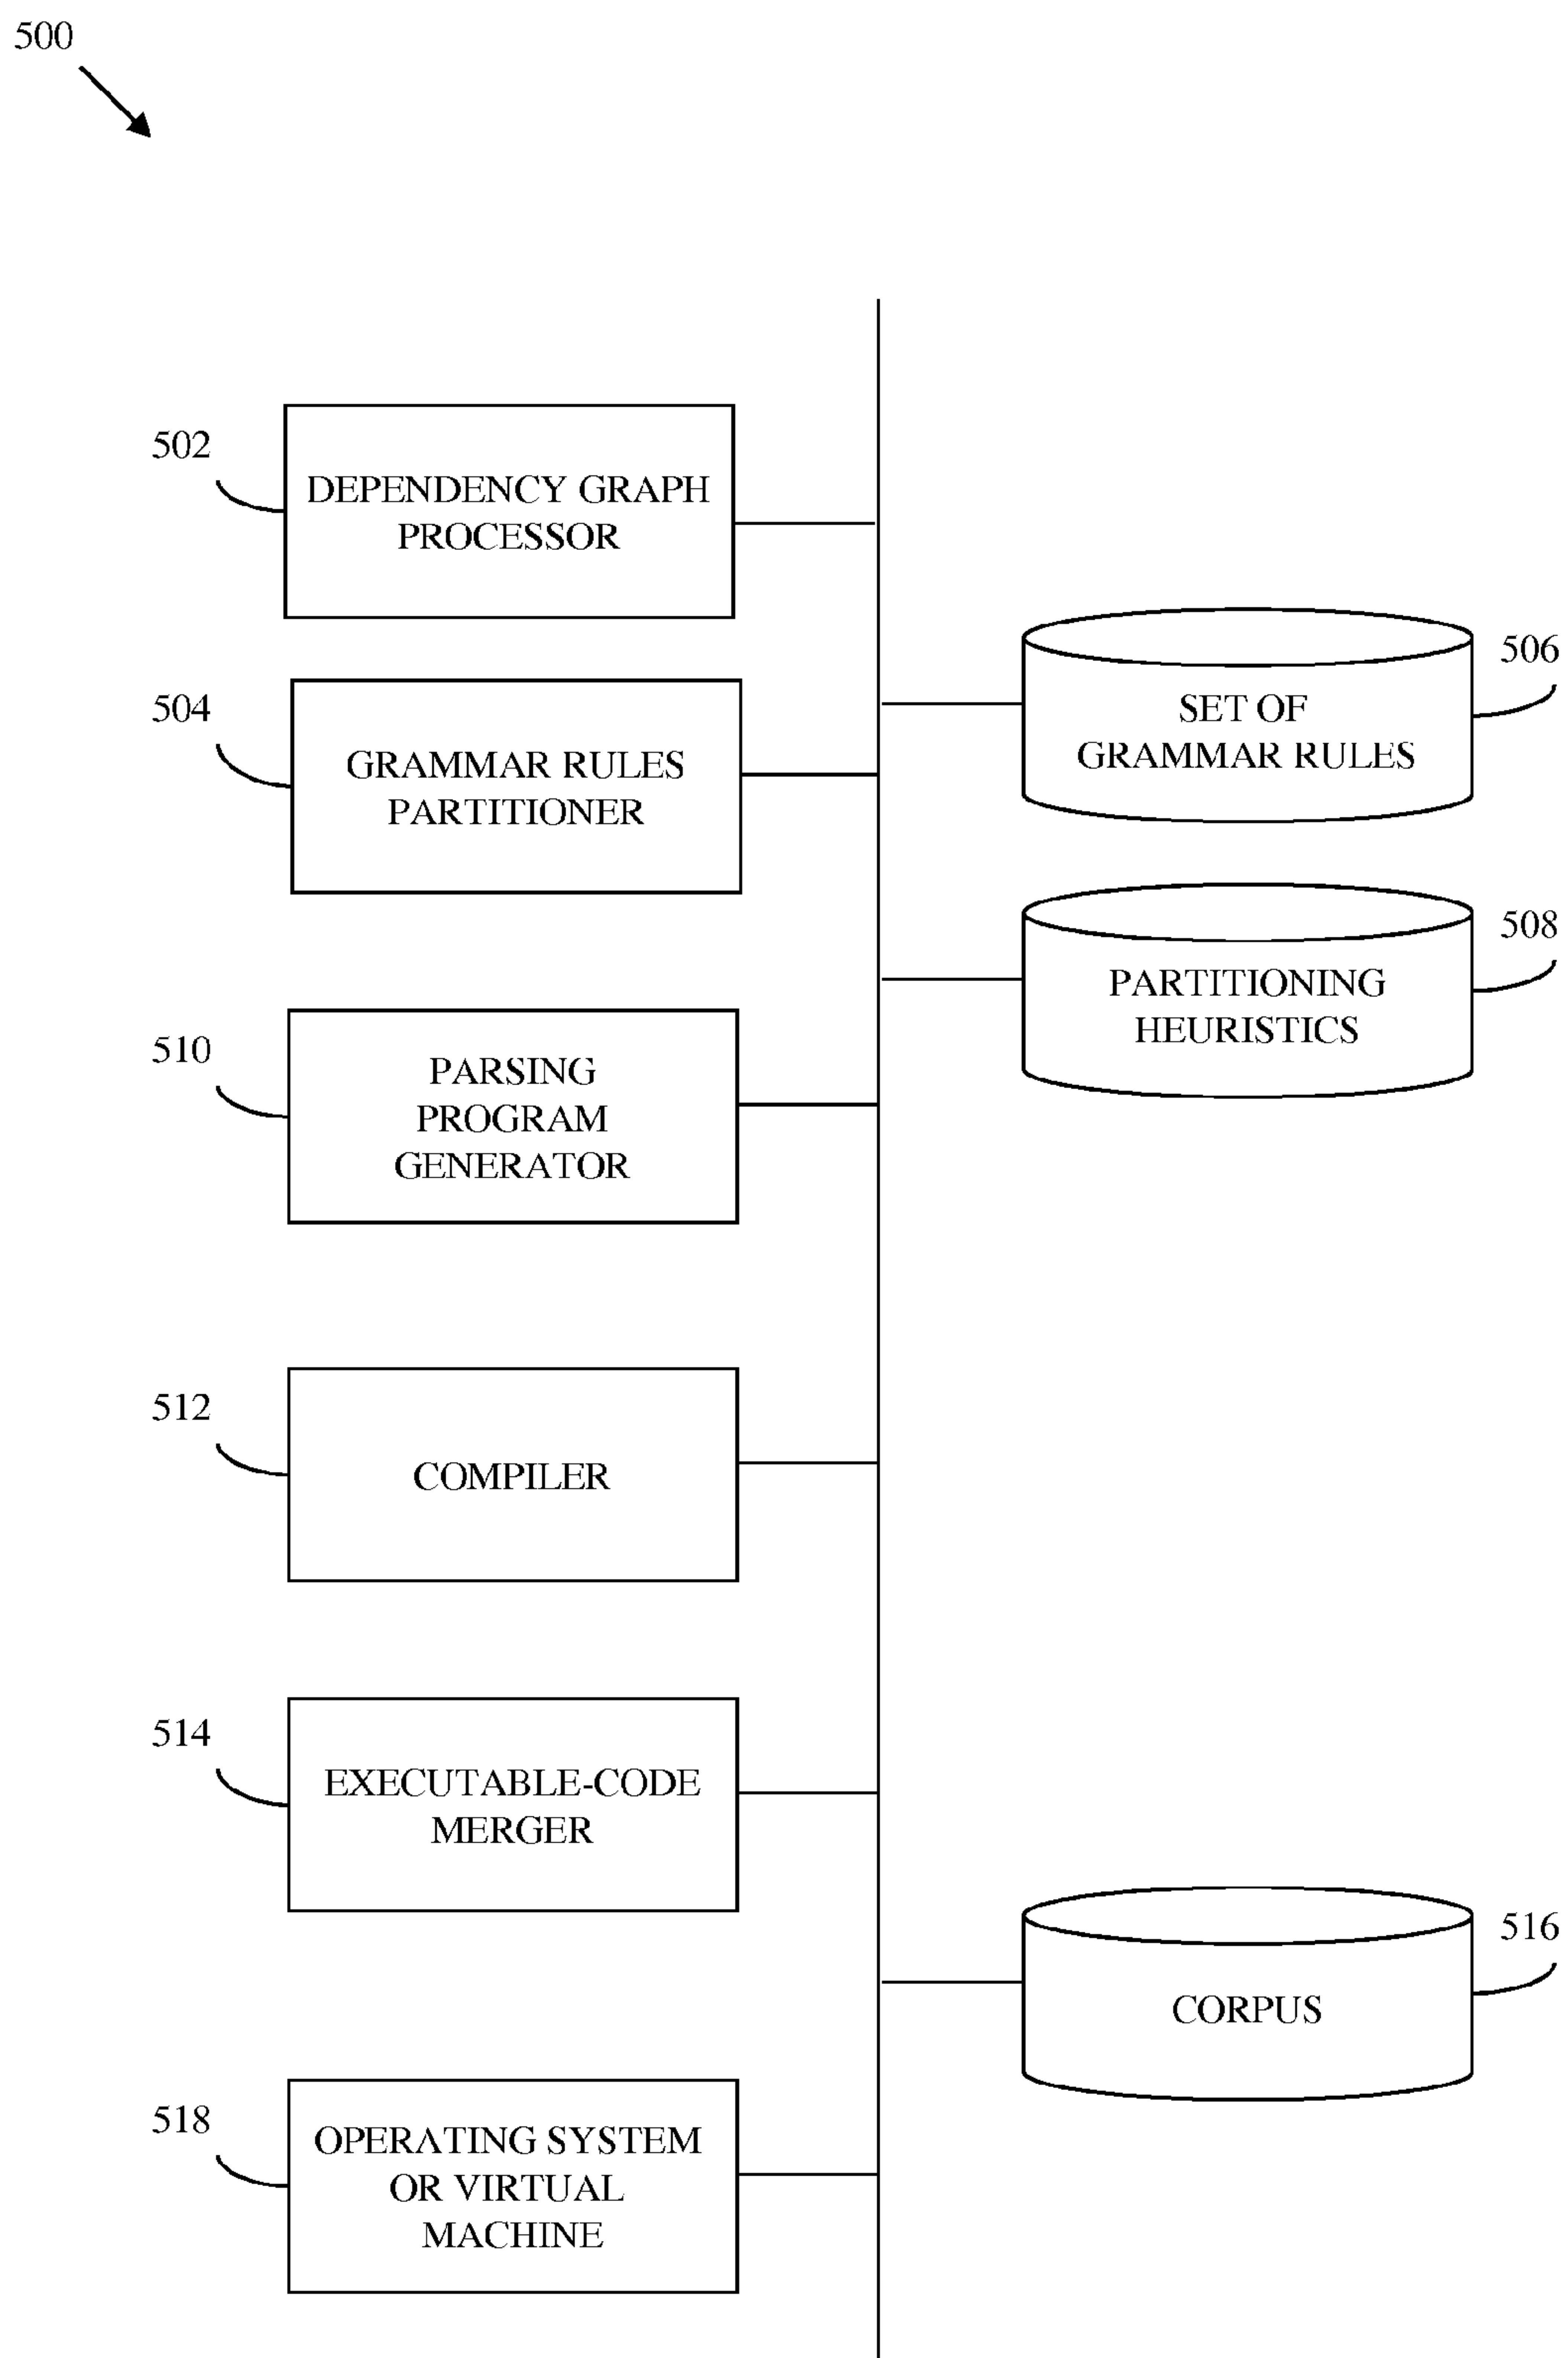 500
502
DEPENDENCY GRAPH
PROCESSOR
506
SET OF
GRAMMAR RULES
504
GRAMMAR RULES
PARTITIONER
508
PARTITIONING
HEURISTICS
510
PARSING
PROGRAM
GENERATOR
512
COMPILER
514
EXECUTABLE-CODE
MERGER
516
CORPUS
518
OPERATING SYSTEM
OR VIRTUAL
MACHINE